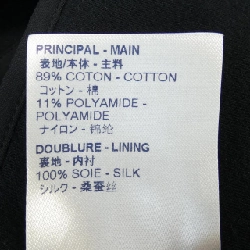 PRINCIPAL - MAIN
表地/本体 - 主料
89% COTON - COTTON
コットン - 棉
11% POLYAMIDE -
POLYAMIDE
ナイロン - 锦纶
DOUBLURE - LINING
裏地 - 内衬
100% SOIE - SILK
シルク - 桑蚕丝